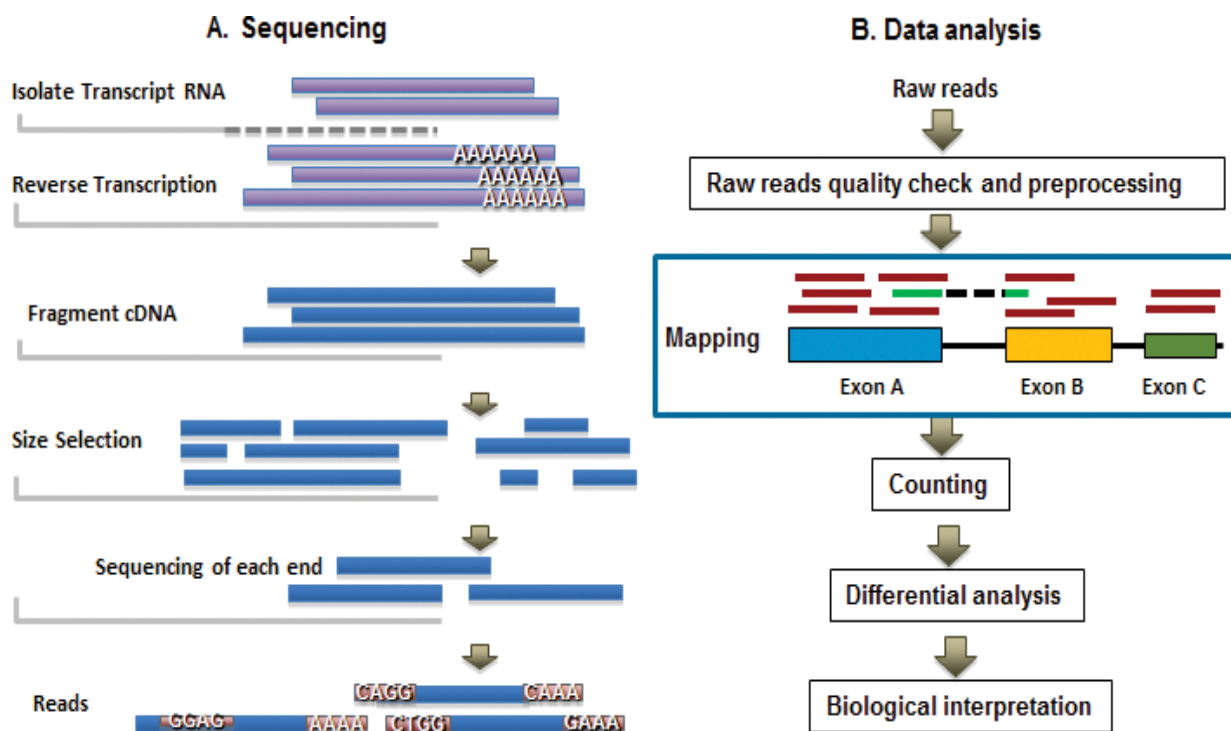 A. Sequencing
Isolate Transcript RNA
AAAAAA
AAAAAA
AAAAAA
Reverse Transcription
Fragment cDNA
Size Selection
Sequencing of each end
Reads
CAGG CAAA
GGAG AAAA CTGG GAAA
B. Data analysis
Raw reads
Raw reads quality check and preprocessing
Mapping
Exon A Exon B Exon C
Counting
Differential analysis
Biological interpretation